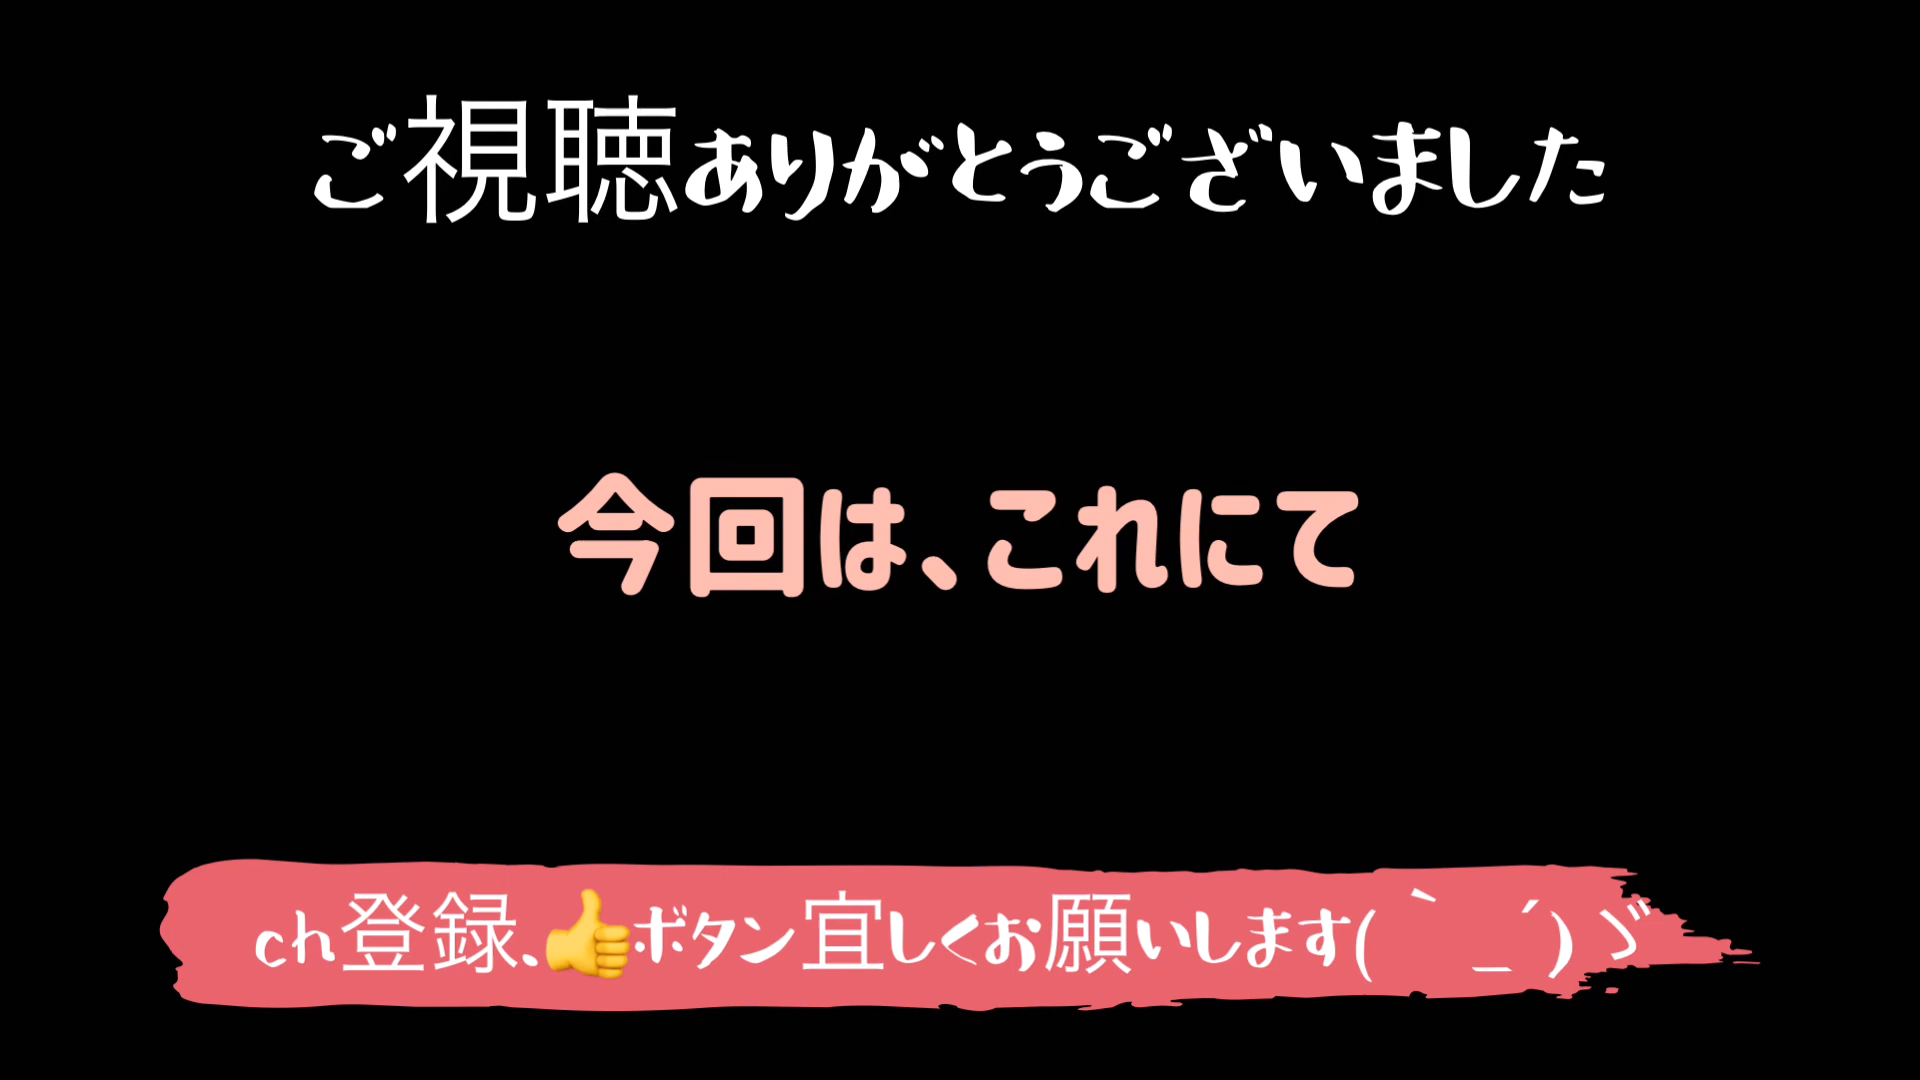 ご視聴ありがとうございました
今回は、これにて
ch登録、👍ボタン宜しくお願いします(｀_´)ゞ